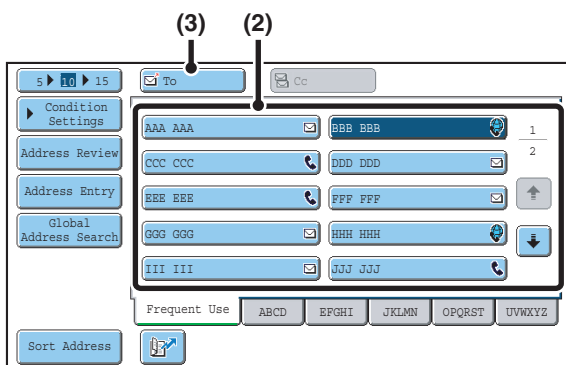 (3) (2)
5 10 15 To Cc
Condition
Settings
Address Review
Address Entry
Global
Address Search
Sort Address
AAA AAA BBB BBB
CCC CCC DDD DDD
EEE EEE FFF FFF
GGG GGG HHH HHH
III III JJJ JJJ
1
2
Frequent Use ABCD EFGHI JKLMN OPQRST UVWXYZ